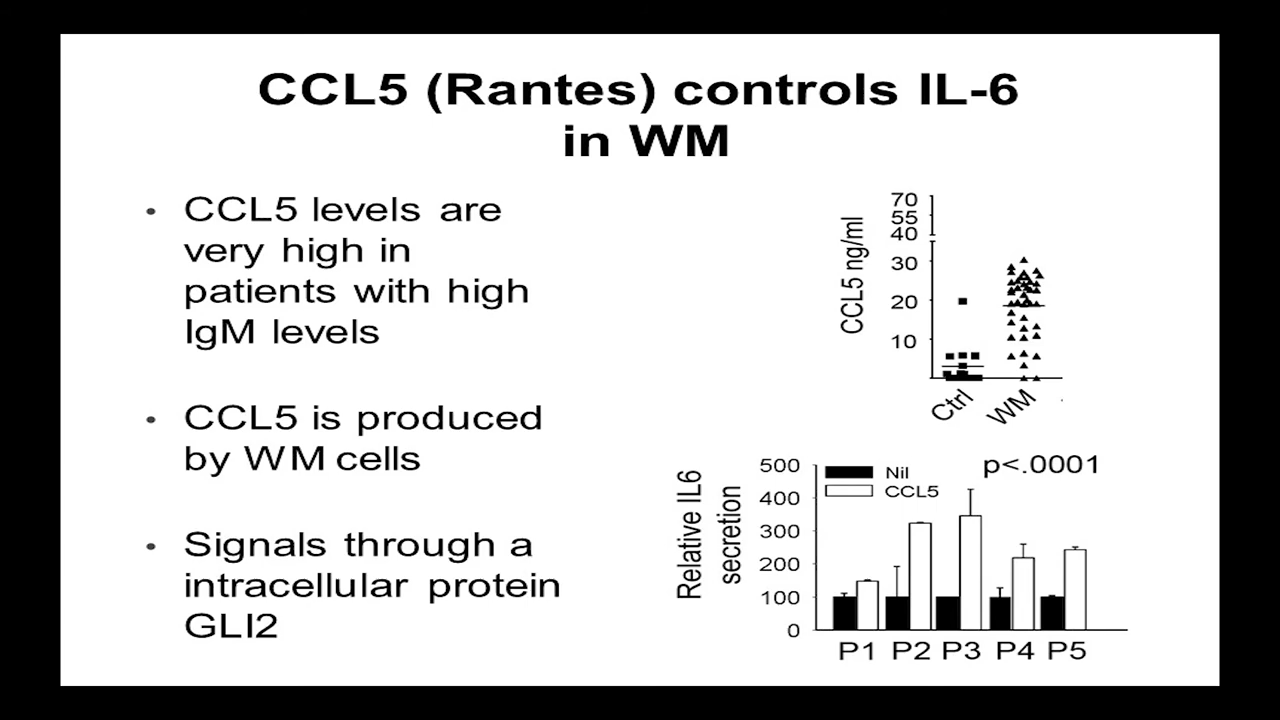 CCL5 (Rantes) controls IL-6
in WM
• CCL5 levels are
very high in
patients with high
IgM levels
• CCL5 is produced
by WM cells
• Signals through a
intracellular protein
GLI2
CCL5 ng/ml
70
55
40
30
20
10
Ctrl
WM
Relative IL6
secretion
500
400
300
200
100
0
Nil
CCL5
p<.0001
P1 P2 P3 P4 P5